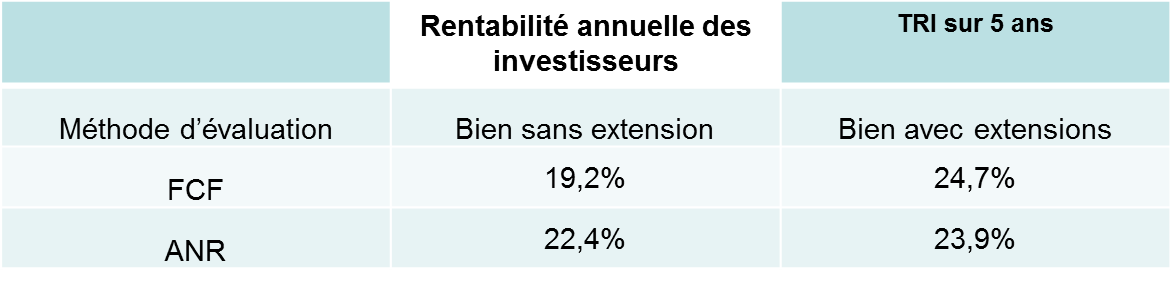 Rentabilité annuelle des
investisseurs
TRI sur 5 ans
Méthode d’évaluation
Bien sans extension
Bien avec extensions
FCF
19,2%
24,7%
ANR
22,4%
23,9%